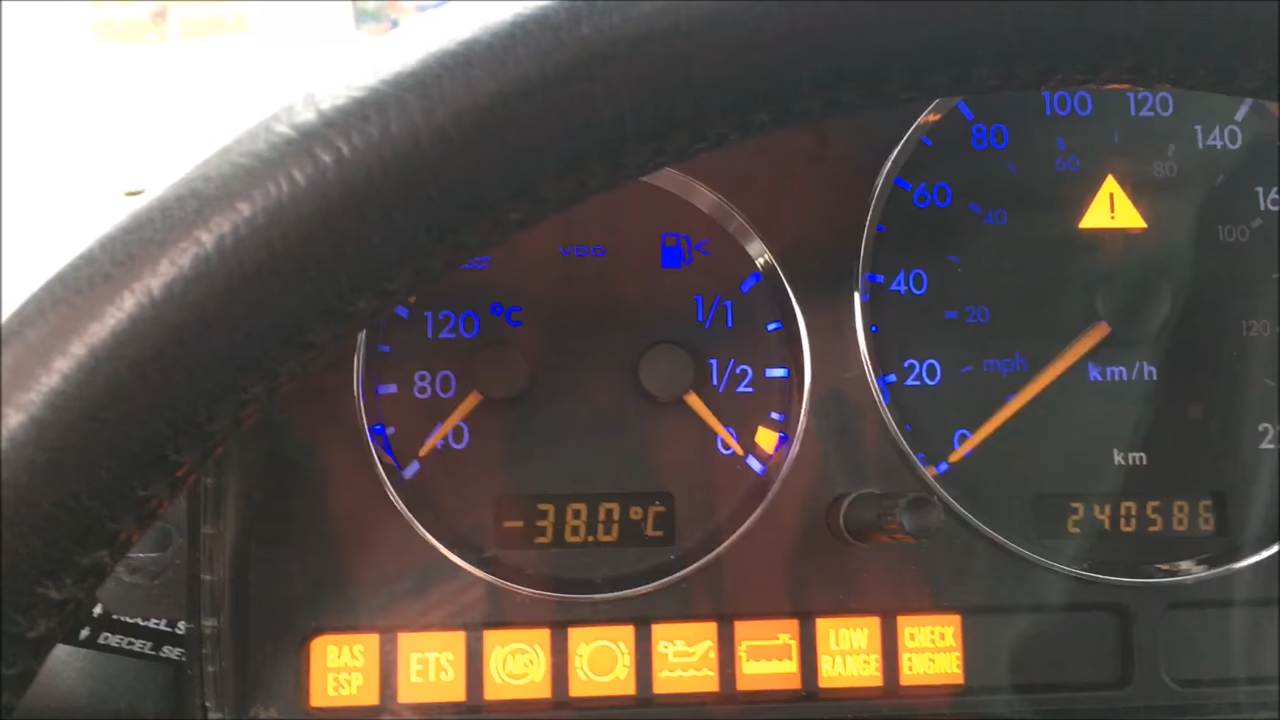 100 120
80 140
60
60 80
40
40
20
20
0
mph
km/h
km
240586
100
120
VDO
120 °C
80
40
1/1
1/2
0
-38.0°C
BAS
ESP
ETS
ABS
LOW
RANGE
CHECK
ENGINE
DECEL